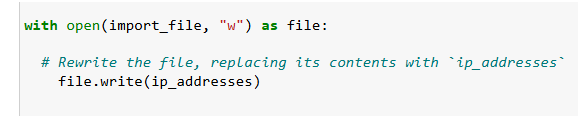 with open(import_file, "w") as file:
# Rewrite the file, replacing its contents with `ip_addresses`
file.write(ip_addresses)